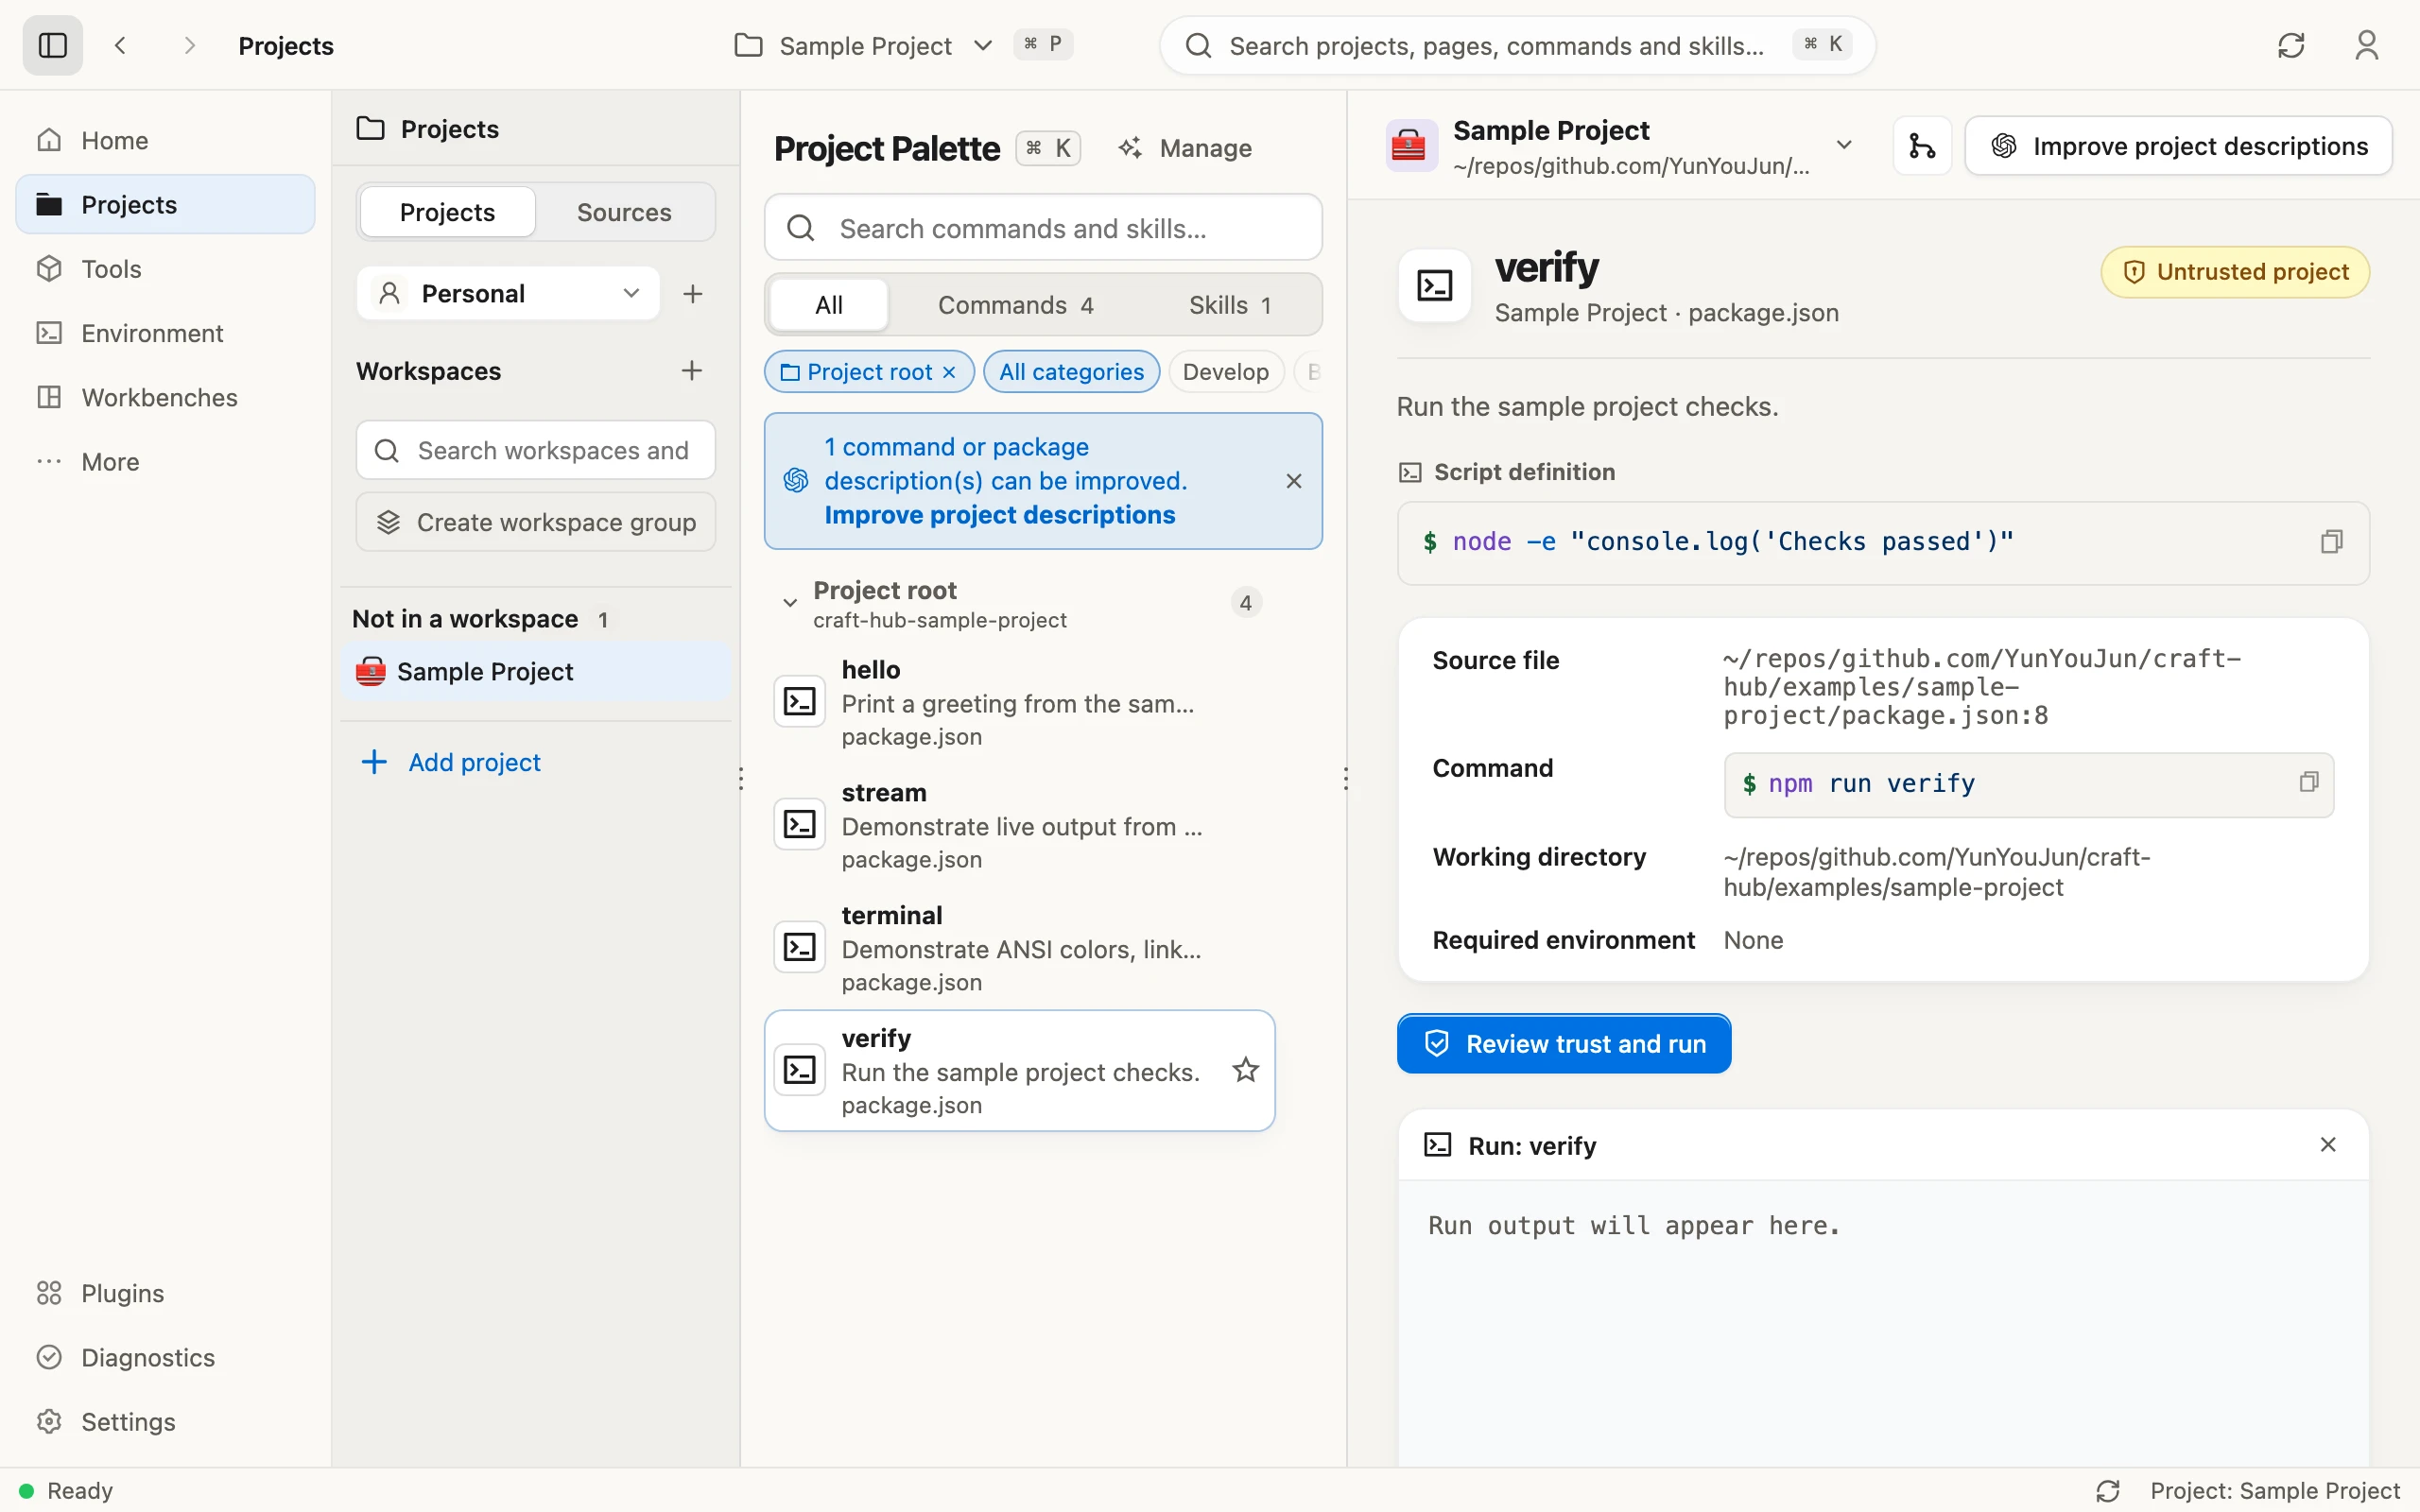 Projects
Sample Project
⌘ P
Search projects, pages, commands and skills...
⌘ K
Home
Projects
Tools
Environment
Workbenches
More
Plugins
Diagnostics
Settings
Projects
Projects
Sources
Personal
Workspaces
Search workspaces and
Create workspace group
Not in a workspace 1
Sample Project
Add project
Project Palette
⌘ K
Manage
Search commands and skills...
All
Commands 4
Skills 1
Project root
All categories
Develop
B
1 command or package
description(s) can be improved.
Improve project descriptions
Project root
craft-hub-sample-project
4
hello
Print a greeting from the sam...
package.json
stream
Demonstrate live output from ...
package.json
terminal
Demonstrate ANSI colors, link...
package.json
verify
Run the sample project checks.
package.json
Sample Project
~/repos/github.com/YunYouJun/...
Improve project descriptions
verify
Sample Project · package.json
Untrusted project
Run the sample project checks.
Script definition
$ node -e "console.log('Checks passed')"
Source file
~/repos/github.com/YunYouJun/craft-
hub/examples/sample-
project/package.json:8
Command
$ npm run verify
Working directory
~/repos/github.com/YunYouJun/craft-
hub/examples/sample-project
Required environment
None
Review trust and run
Run: verify
Run output will appear here.
Ready
Project: Sample Project